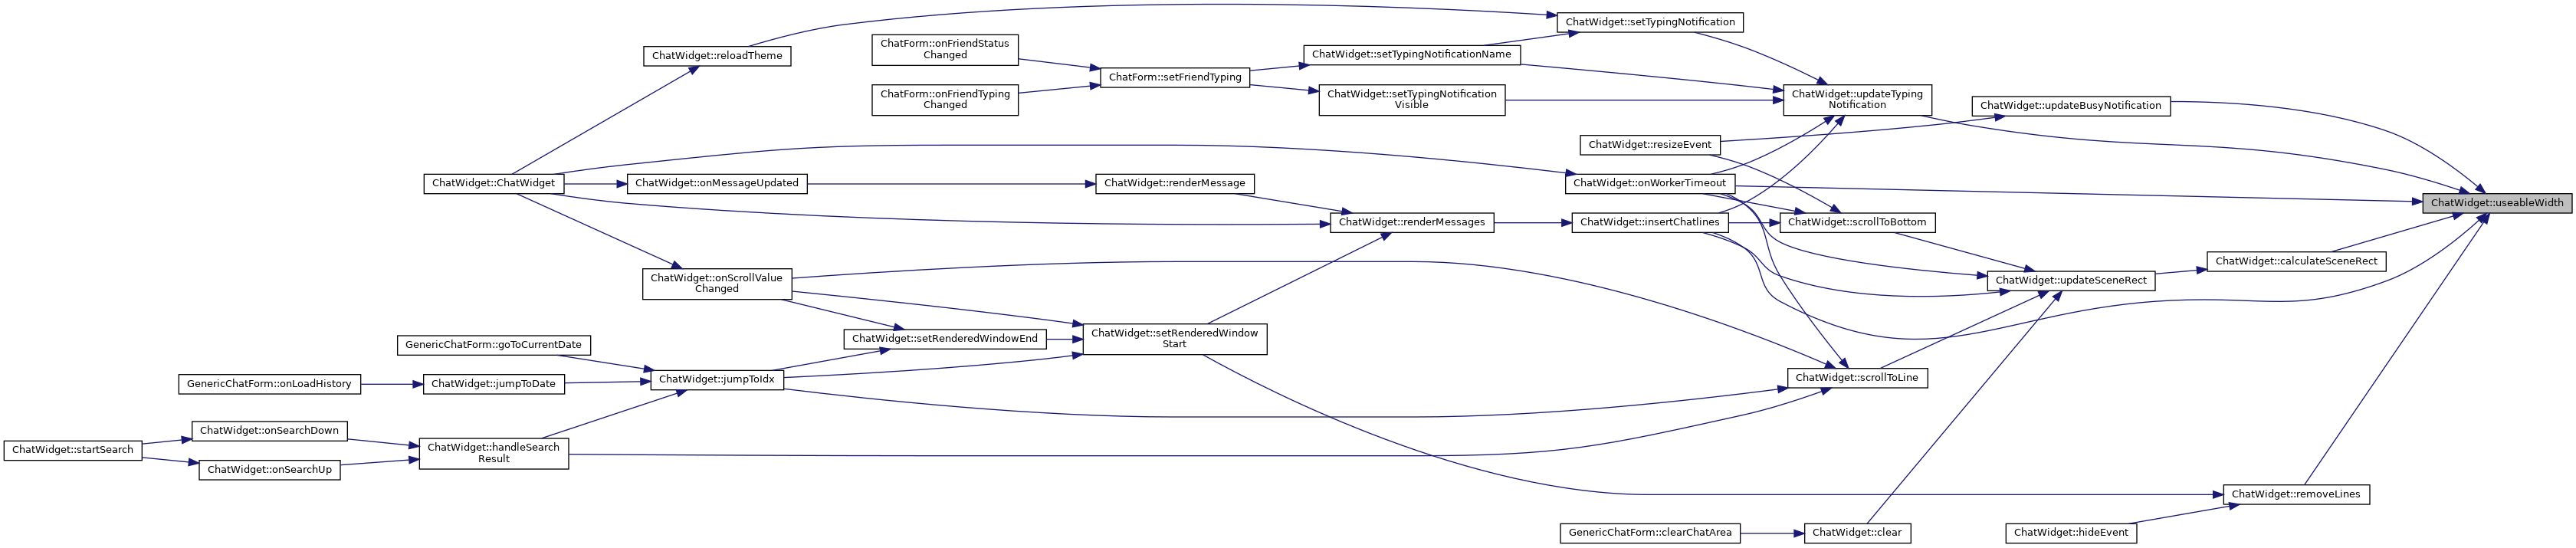 ChatWidget::setTypingNotification
ChatForm::onFriendStatus
Changed
ChatWidget::reloadTheme
ChatWidget::setTypingNotificationName
ChatForm::setFriendTyping
ChatForm::onFriendTyping
Changed
ChatWidget::setTypingNotification
Visible
ChatWidget::updateTyping
Notification
ChatWidget::updateBusyNotification
ChatWidget::resizeEvent
ChatWidget::ChatWidget
ChatWidget::onMessageUpdated
ChatWidget::renderMessage
ChatWidget::onWorkerTimeout
ChatWidget::useableWidth
ChatWidget::renderMessages
ChatWidget::insertChatlines
ChatWidget::scrollToBottom
ChatWidget::calculateSceneRect
ChatWidget::onScrollValue
Changed
ChatWidget::updateSceneRect
GenericChatForm::goToCurrentDate
ChatWidget::setRenderedWindowEnd
ChatWidget::setRenderedWindow
Start
GenericChatForm::onLoadHistory
ChatWidget::jumpToDate
ChatWidget::jumpToIdx
ChatWidget::scrollToLine
ChatWidget::onSearchDown
ChatWidget::startSearch
ChatWidget::handleSearch
Result
ChatWidget::onSearchUp
ChatWidget::removeLines
GenericChatForm::clearChatArea
ChatWidget::clear
ChatWidget::hideEvent